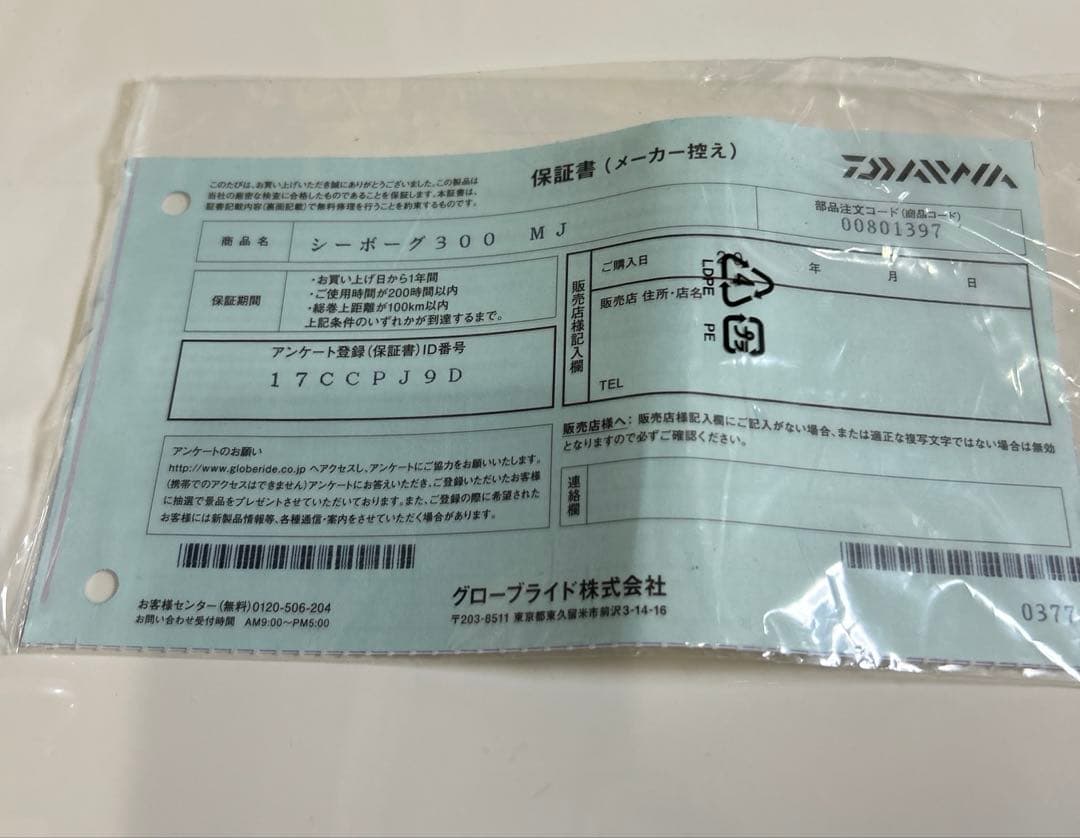 このたびは、お買い上げいただき誠にありがとうございました。この製品は
当社の厳密な検査に合格したものであることを保証します。本証書は、
証書記載内容(裏面記載)で無料修理を行うことを約束するものです。
保証書(メーカー控え)
DAIWA
商品名
シーボーグ300 MJ
部品注文コード(商品コード)
00801397
保証期間
・お買い上げ日から1年間
・ご使用時間が200時間以内
・総巻上距離が100km以内
上記条件のいずれかが到達するまで。
販売店様記入欄
ご購入日
年 月 日
販売店 住所・店名
TEL
4
LDPE
プラ
PE
アンケート登録(保証書)ID番号
17CCPJ9D
販売店様へ:販売店様記入欄にご記入がない場合、または適正な複写文字ではない場合は無効
となりますので必ずご確認ください。
アンケートのお願い
http://www.globeride.co.jp へアクセスし、アンケートにご協力をお願いいたします。
(携帯でのアクセスはできません)アンケートにお答えいただき、ご登録いただいたお客様
に抽選で景品をプレゼントさせていただいております。また、ご登録の際に希望された
お客様には新製品情報等、各種通信・案内をさせていただく場合があります。
連絡欄
お客様センター(無料)0120-506-204
お問い合わせ受付時間 AM9:00~PM5:00
グローブライド株式会社
〒203-8511 東京都東久留米市前沢3-14-16
0377